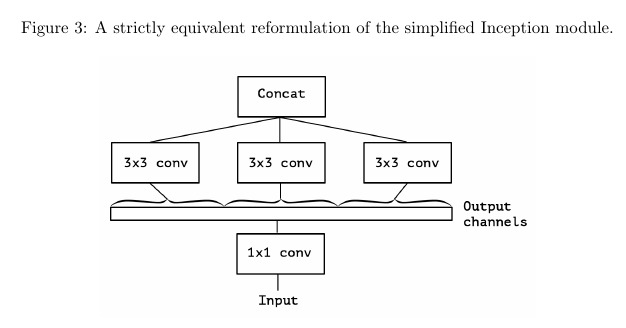 Figure 3: A strictly equivalent reformulation of the simplified Inception module.
Concat
3x3 conv
3x3 conv
3x3 conv
Output
channels
1x1 conv
Input